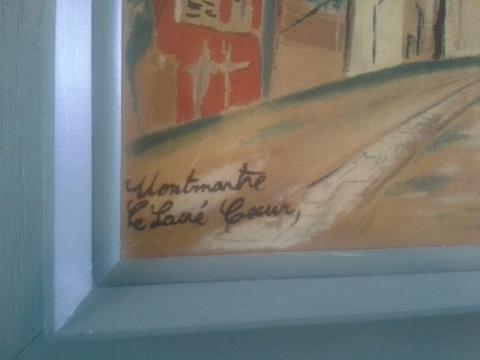 Montmartre
Le Sacré Cœur,